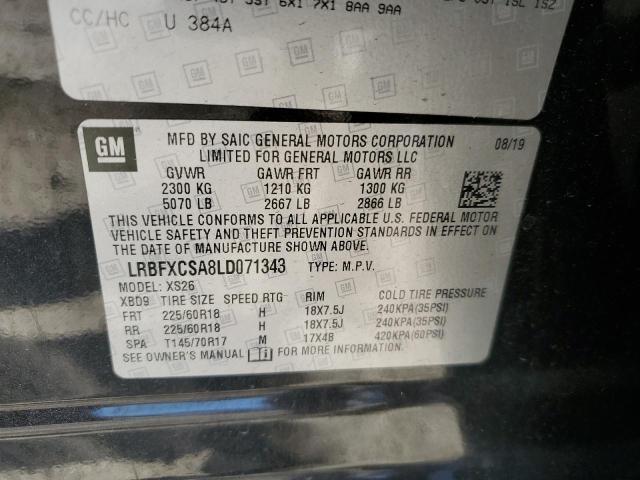 6X1 7X1 8AA 9AA
CC/HC U 384A
GM
MFD BY SAIC GENERAL MOTORS CORPORATION 08/19
LIMITED FOR GENERAL MOTORS LLC
GVWR GAWR FRT GAWR RR
2300 KG 1210 KG 1300 KG
5070 LB 2667 LB 2866 LB
THIS VEHICLE CONFORMS TO ALL APPLICABLE U.S. FEDERAL MOTOR
VEHICLE SAFETY AND THEFT PREVENTION STANDARDS IN EFFECT
ON THE DATE OF MANUFACTURE SHOWN ABOVE.
LRBFXCSA8LD071343 TYPE: M.P.V.
MODEL: XS26
XBD9 TIRE SIZE SPEED RTG RIM COLD TIRE PRESSURE
FRT 225/60R18 H 18X7.5J 240KPA(35PSI)
RR 225/60R18 H 18X7.5J 240KPA(35PSI)
SPA T145/70R17 M 17X4B 420KPA(60PSI)
SEE OWNER'S MANUAL FOR MORE INFORMATION.